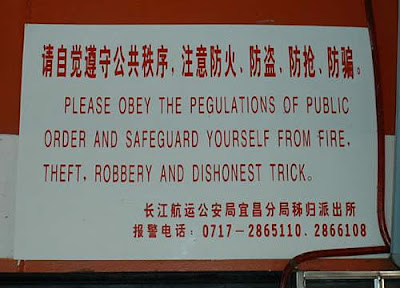 请自觉遵守公共秩序，注意防火、防盗、防抢、防骗。
PLEASE OBEY THE PEGULATIONS OF PUBLIC
ORDER AND SAFEGUARD YOURSELF FROM FIRE,
THEFT, ROBBERY AND DISHONEST TRICK.
长江航运公安局宜昌分局秭归派出所
报警电话：0717-2865110. 2866108